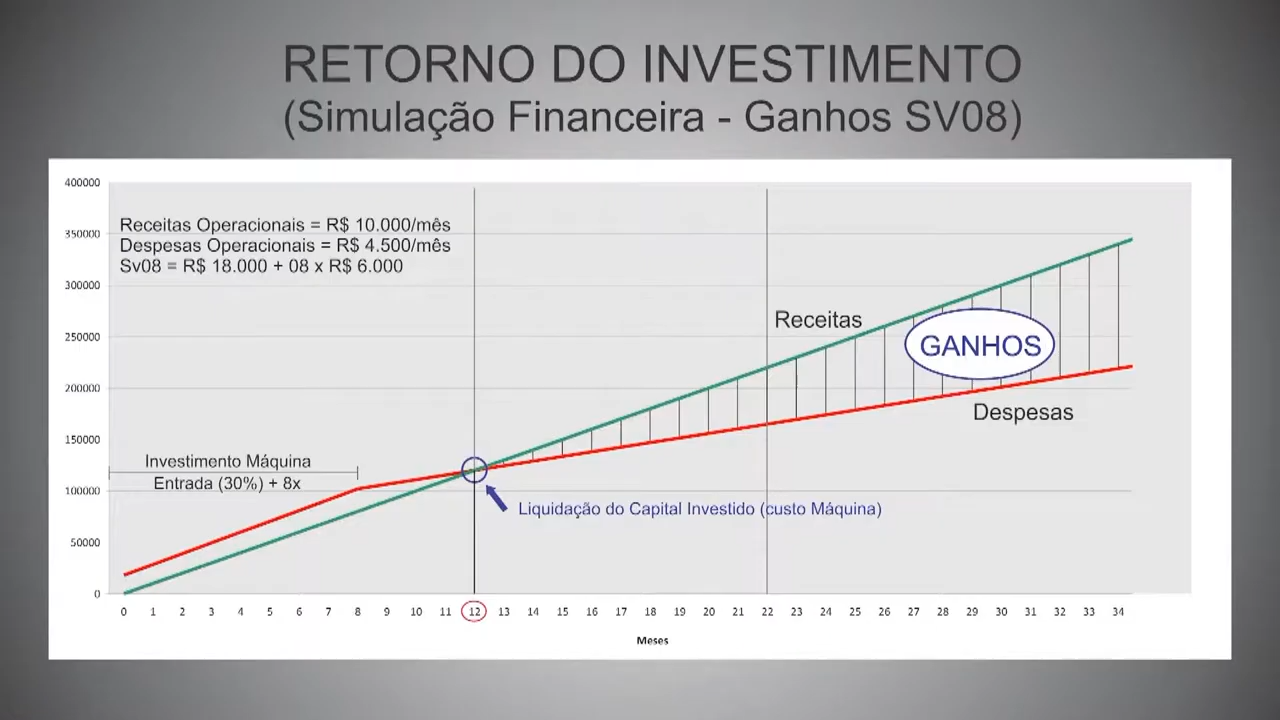 RETORNO DO INVESTIMENTO
(Simulação Financeira - Ganhos SV08)
400000
Receitas Operacionais = R$ 10.000/mês
350000
Despesas Operacionais = R$ 4.500/mês
Sv08 = R$ 18.000 + 08 x R$ 6.000
300000
Receitas
250000
GANHOS
200000
Despesas
150000
Investimento Máquina
Entrada (30%) + 8x
100000
Liquidação do Capital Investido (custo Máquina)
50000
0
0 1 2 3 4 5 6 7 8 9 10 11 12 13 14 15 16 17 18 19 20 21 22 23 24 25 26 27 28 29 30 31 32 33 34
Meses